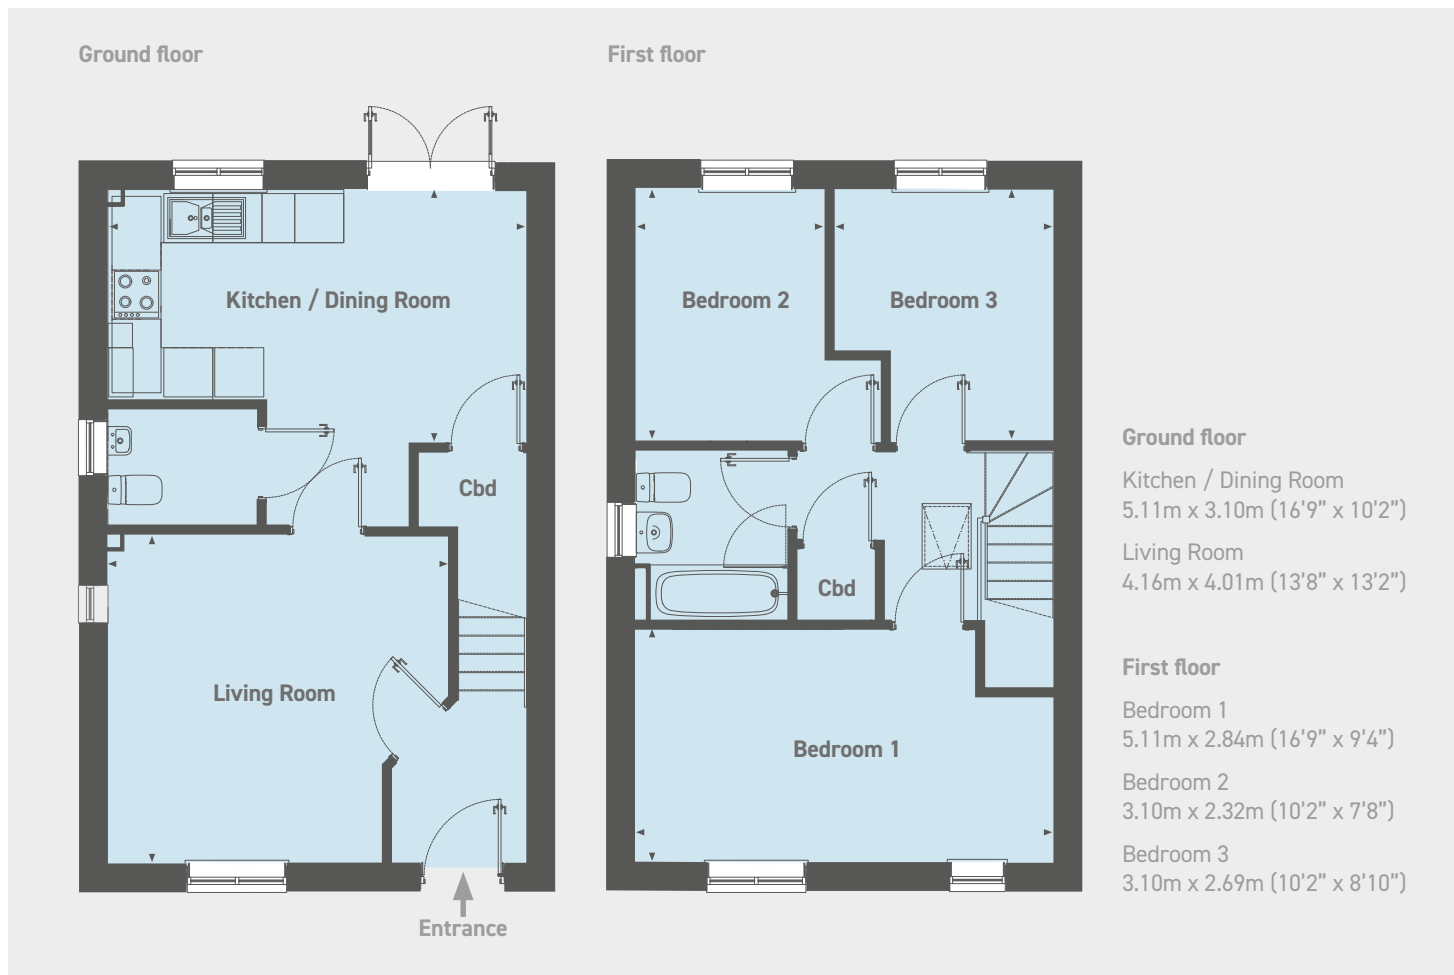 Ground floor
First floor
Kitchen / Dining Room
Bedroom 2
Bedroom 3
Cbd
Cbd
Living Room
Bedroom 1
Entrance
Ground floor
Kitchen / Dining Room
5.11m x 3.10m (16'9” x 10'2”)
Living Room
4.16m x 4.01m (13'8” x 13'2”)
First floor
Bedroom 1
5.11m x 2.84m (16'9” x 9'4”)
Bedroom 2
3.10m x 2.32m (10'2” x 7'8”)
Bedroom 3
3.10m x 2.69m (10'2” x 8'10”)